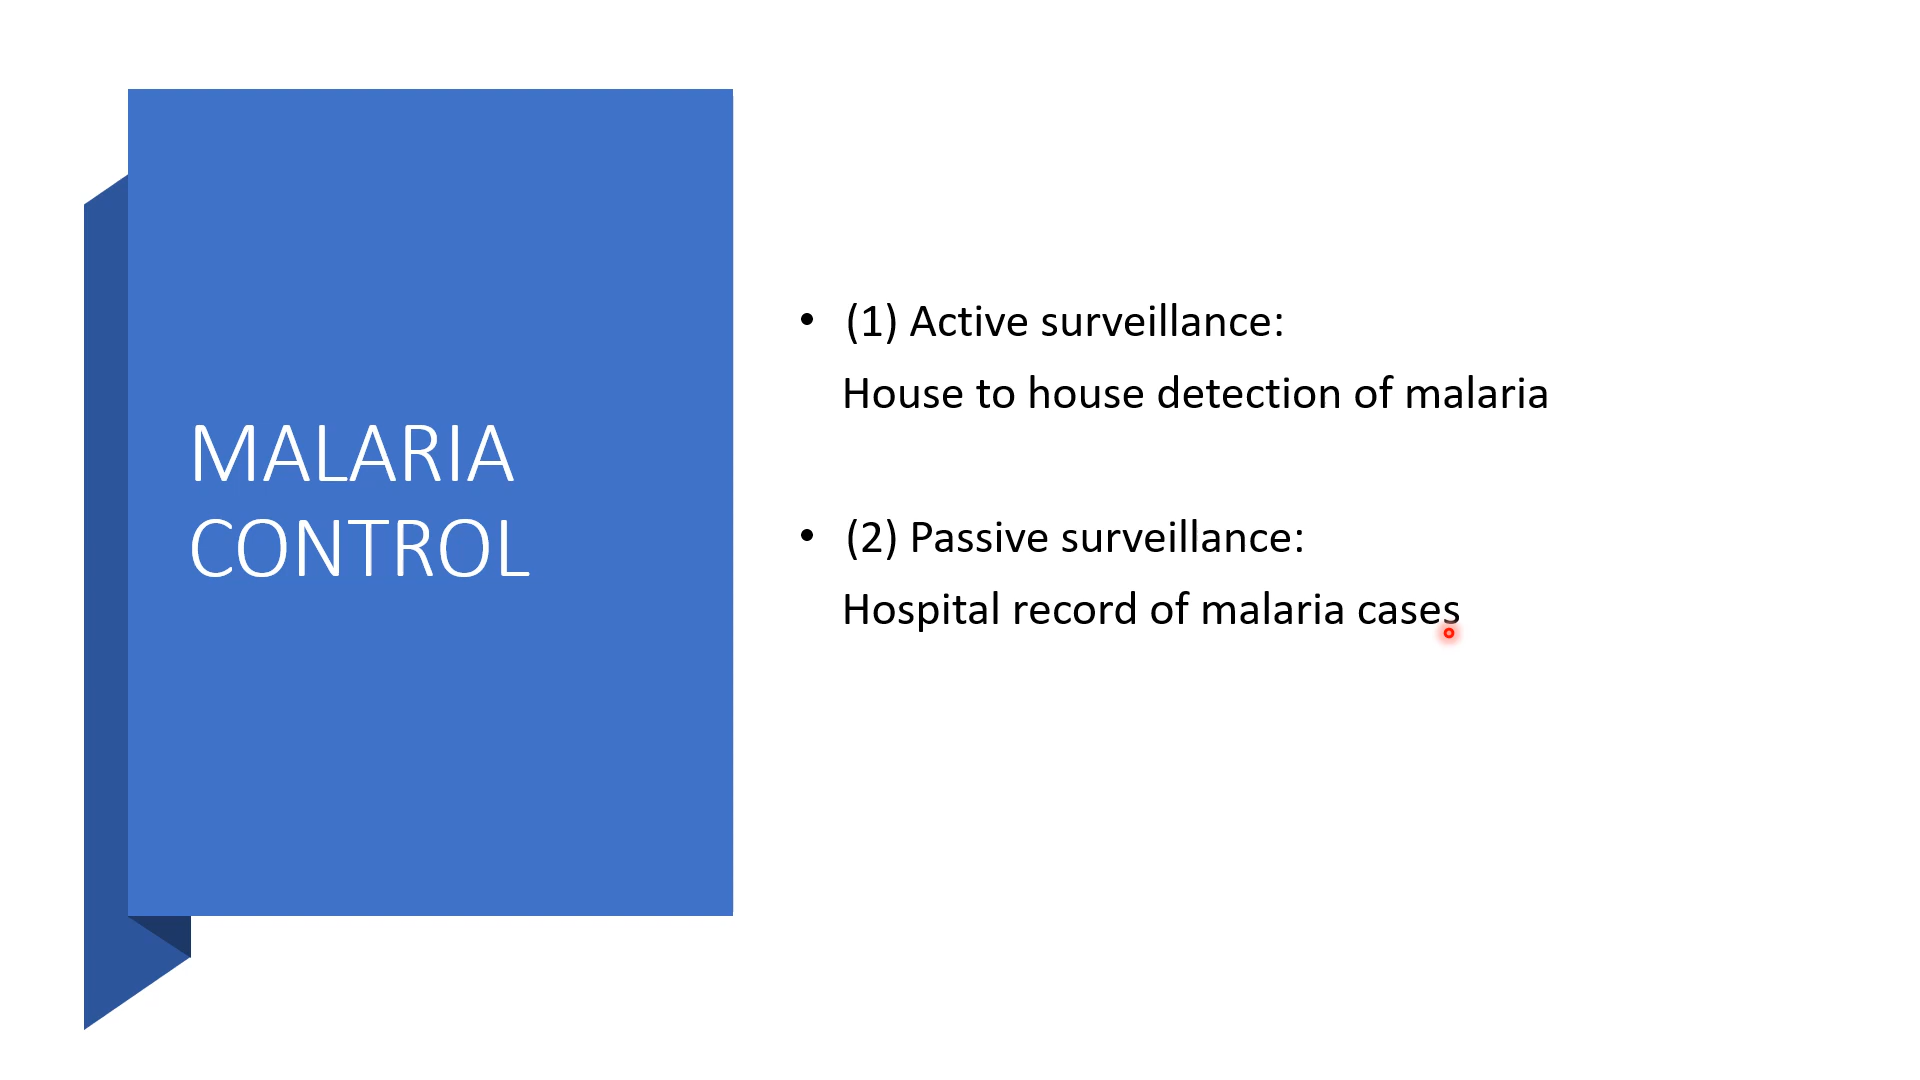 MALARIA
CONTROL
• (1) Active surveillance:
House to house detection of malaria
• (2) Passive surveillance:
Hospital record of malaria cases